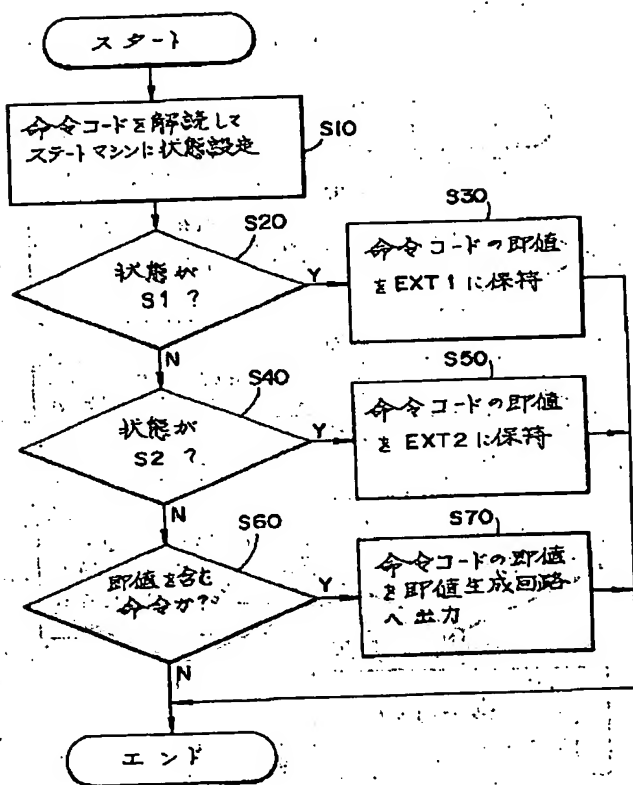 スタート
命令コードを解読して
ステートマシンに状態設定
S10
S20
状態が
S1?
Y
N
S30
命令コードの即値
をEXT1に保持
S40
状態が
S2?
Y
N
S50
命令コードの即値
をEXT2に保持
S60
即値を含む
命令か?
Y
N
S70
命令コードの即値
を即値生成回路
へ出力
エンド